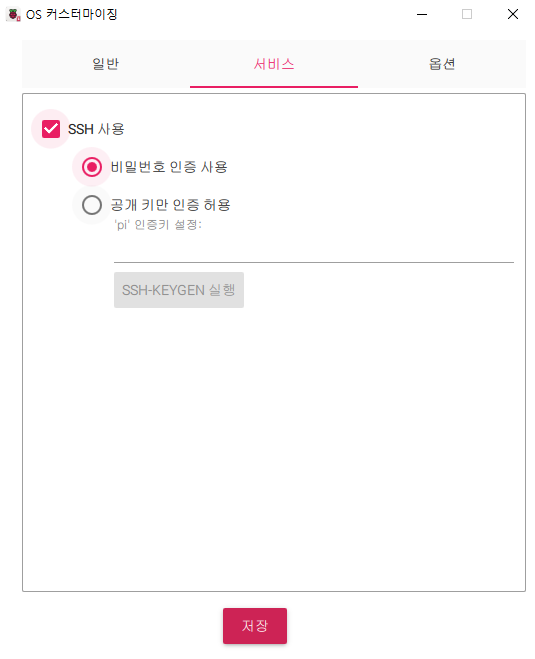 OS 커스터마이징
일반
서비스
옵션
SSH 사용
비밀번호 인증 사용
공개 키만 인증 허용
'pi' 인증키 설정:
SSH-KEYGEN 실행
저장